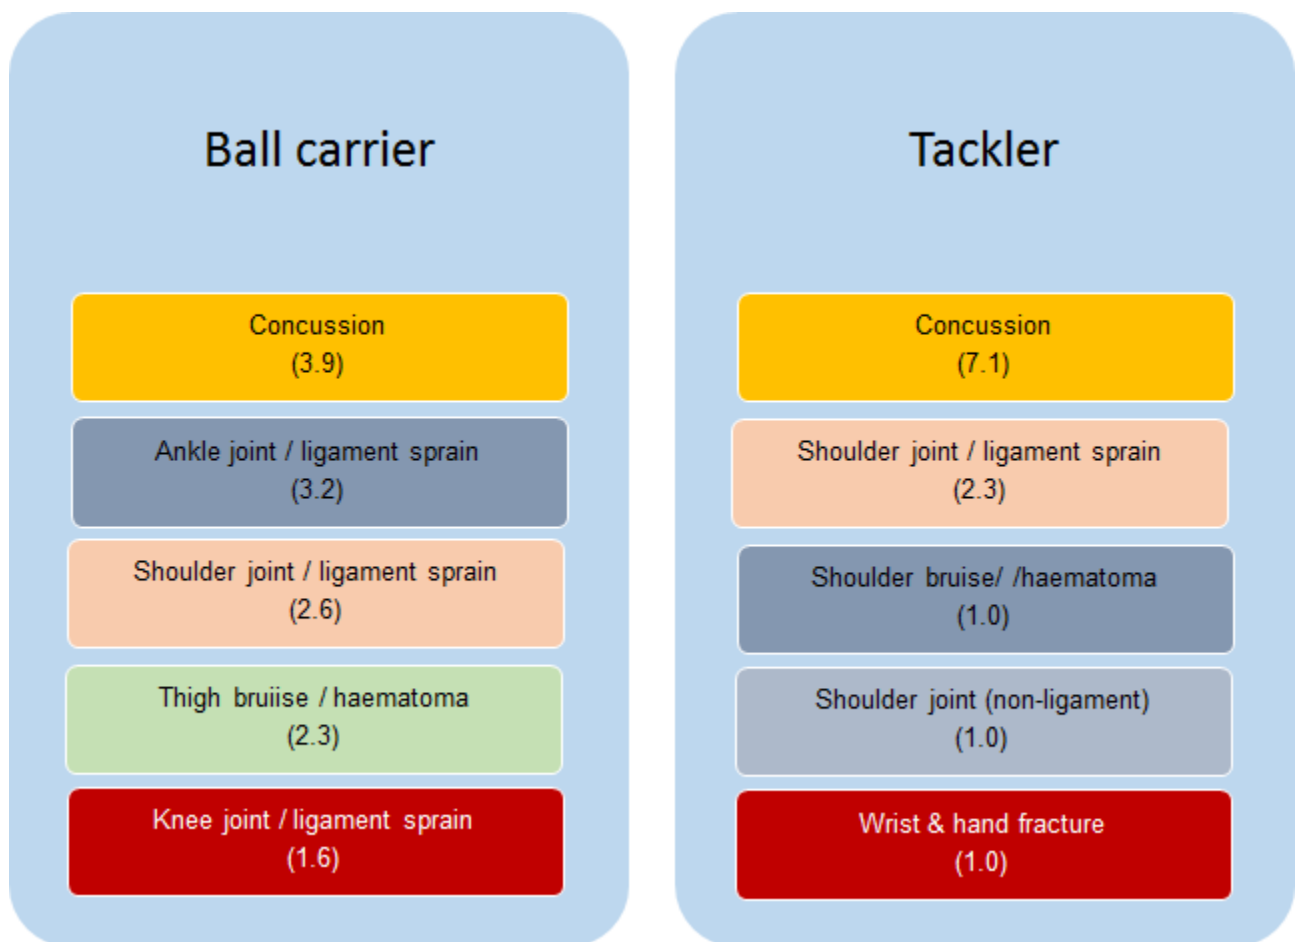 Ball carrier
Concussion
(3.9)
Ankle joint / ligament sprain
(3.2)
Shoulder joint / ligament sprain
(2.6)
Thigh bruiise / haematoma
(2.3)
Knee joint / ligament sprain
(1.6)
Tackler
Concussion
(7.1)
Shoulder joint / ligament sprain
(2.3)
Shoulder bruise/ /haematoma
(1.0)
Shoulder joint (non-ligament)
(1.0)
Wrist & hand fracture
(1.0)